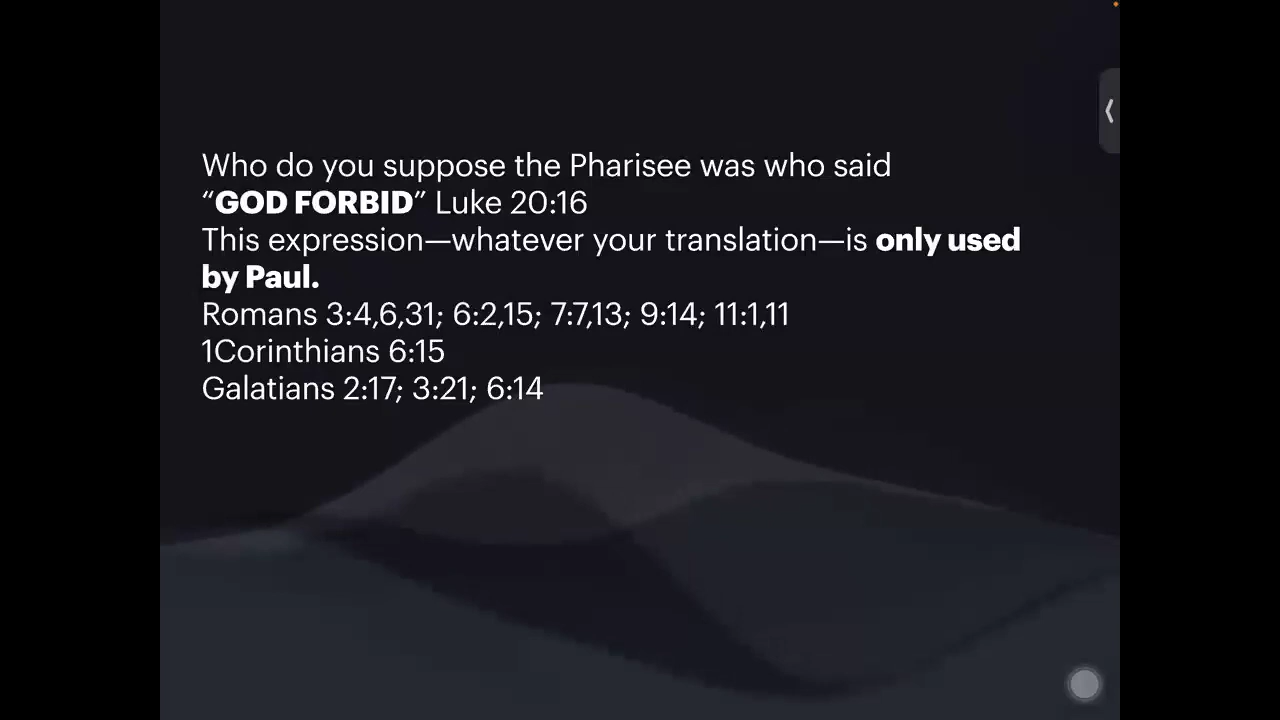 Who do you suppose the Pharisee was who said
“GOD FORBID” Luke 20:16
This expression—whatever your translation—is only used
by Paul.
Romans 3:4,6,31; 6:2,15; 7:7,13; 9:14; 11:1,11
1Corinthians 6:15
Galatians 2:17; 3:21; 6:14